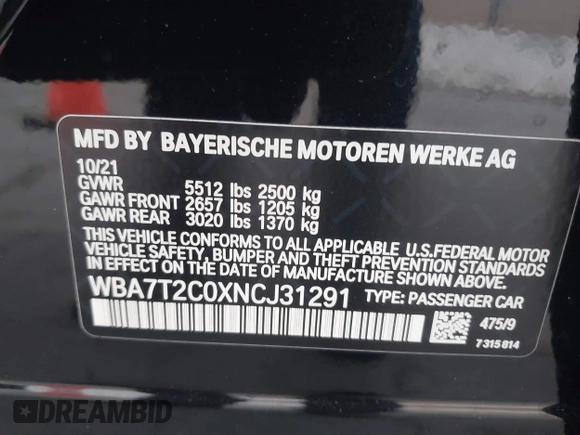 MFD BY BAYERISCHE MOTOREN WERKE AG
10/21
GVWR 5512 lbs 2500 kg
GAWR FRONT 2657 lbs 1205 kg
GAWR REAR 3020 lbs 1370 kg
THIS VEHICLE CONFORMS TO ALL APPLICABLE U.S.FEDERAL MOTOR
VEHICLE SAFETY, BUMPER AND THEFT PREVENTION
STANDARDS IN EFFECT ON THE DATE OF MANUFACTURE SHOWN ABOVE.
WBA7T2C0XNCJ31291 TYPE: PASSENGER CAR
475/9
7 315 814
DREAMBID